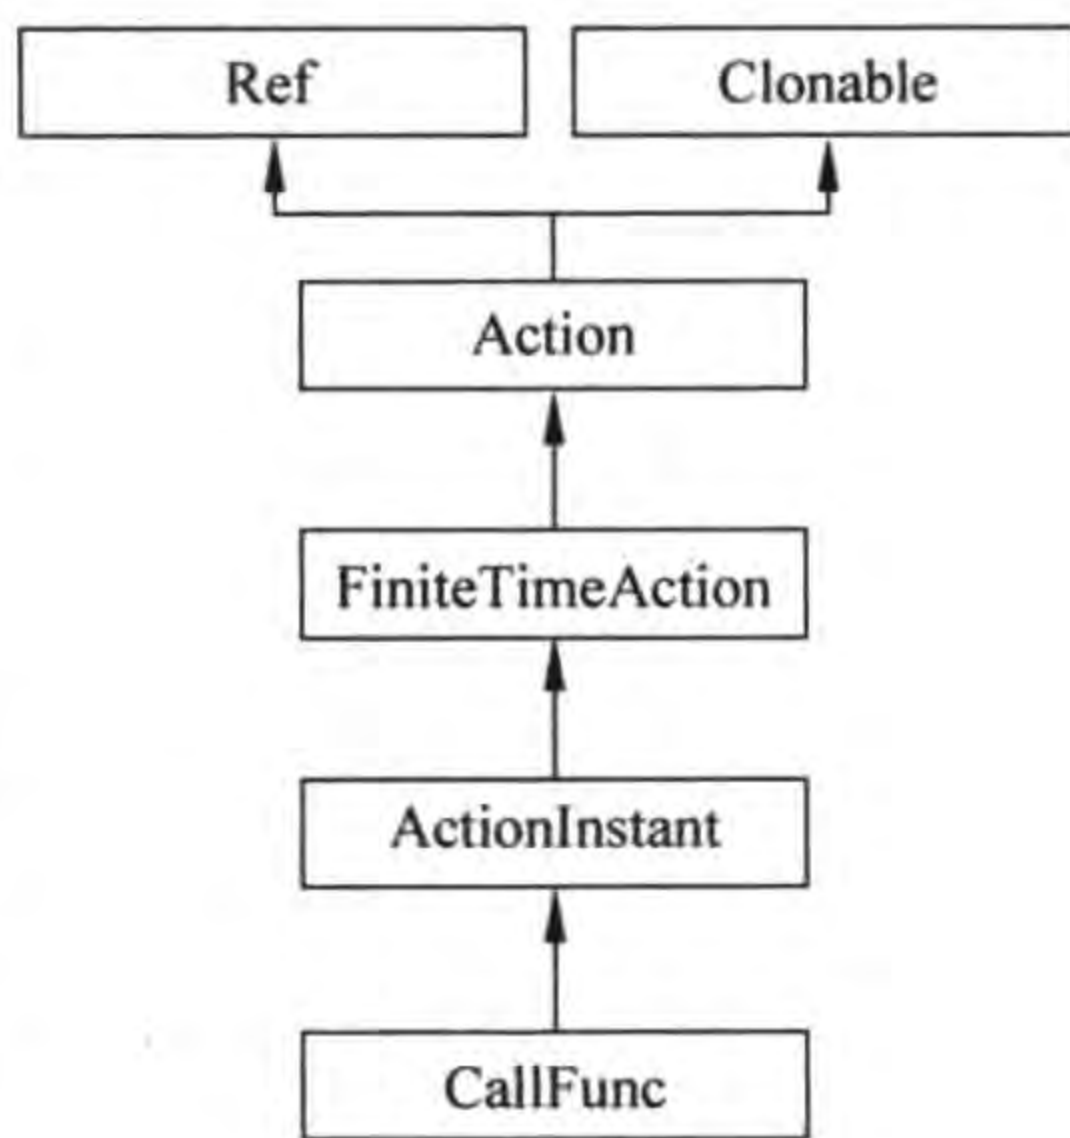 Ref
Clonable
Action
FiniteTimeAction
ActionInstant
CallFunc